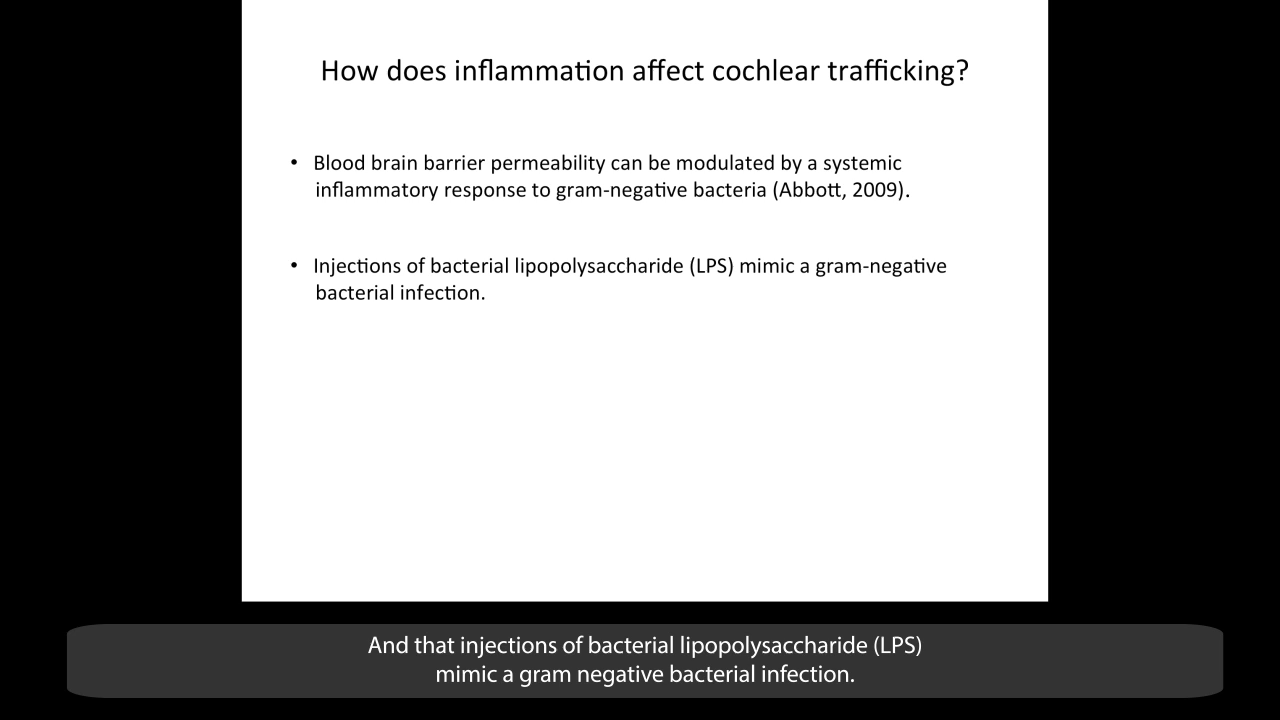 How does inflammation affect cochlear trafficking?
• Blood brain barrier permeability can be modulated by a systemic
inflammatory response to gram-negative bacteria (Abbott, 2009).
• Injections of bacterial lipopolysaccharide (LPS) mimic a gram-negative
bacterial infection.
And that injections of bacterial lipopolysaccharide (LPS)
mimic a gram negative bacterial infection.